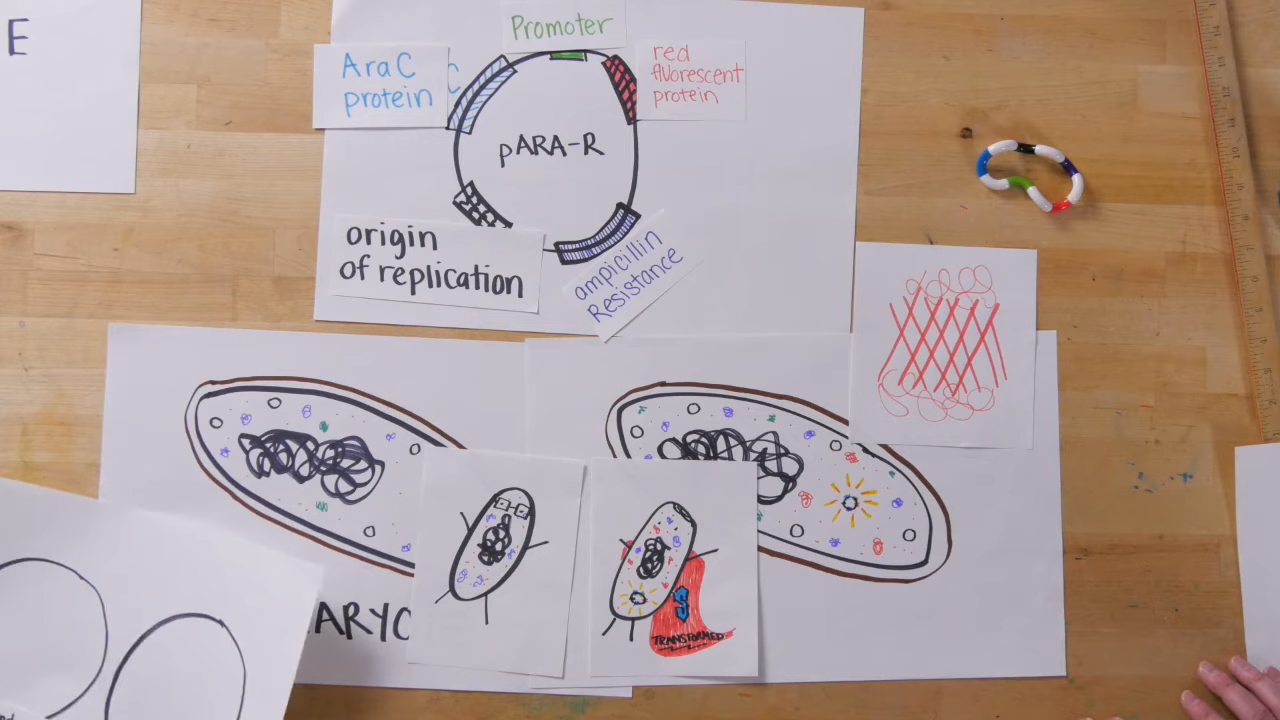 E
Promoter
AraC
protein
C
red
fluorescent
protein
pARA-R
origin
of replication
ampicillin
Resistance
ARYO
TRANSFORMED